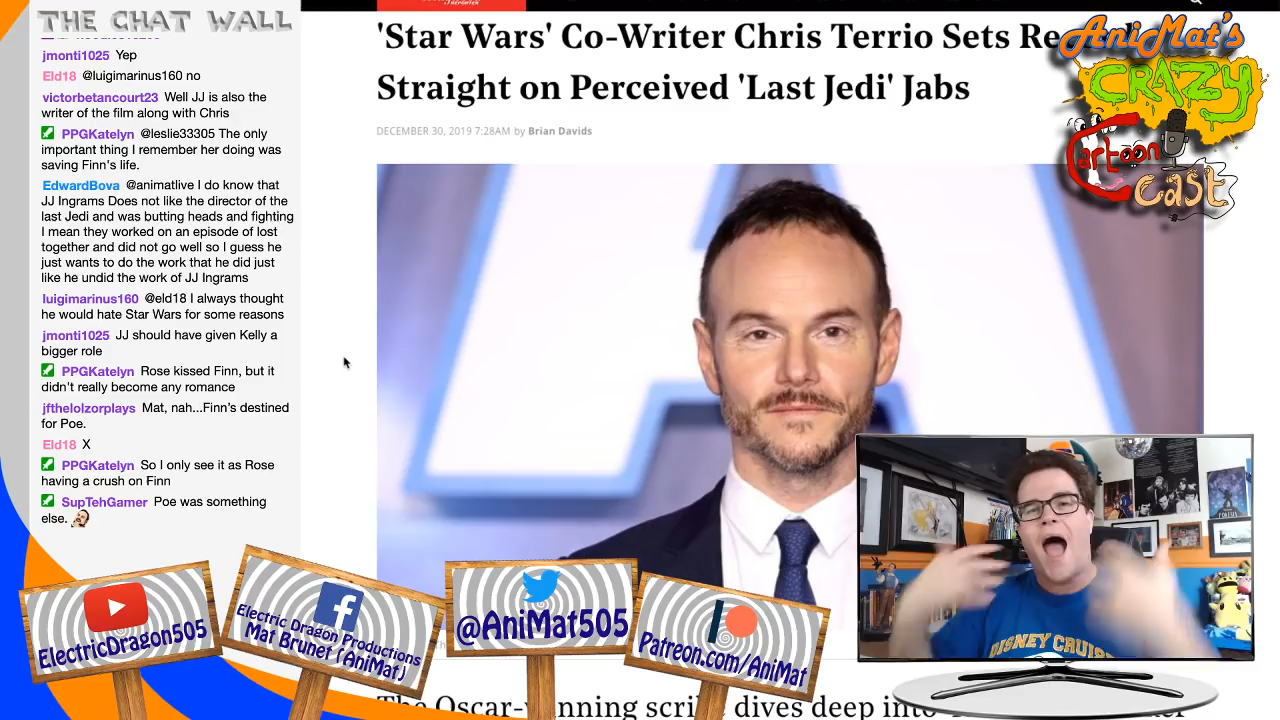 THE CHAT WALL
jmonti1025 Yep
Eld18 @luigimarinus160 no
victorbetancourt23 Well JJ is also the
writer of the film along with Chris
PPGKatelyn @leslie33305 The only
important thing I remember her doing was
saving Finn's life.
EdwardBova @animatlive I do know that
JJ Ingrams Does not like the director of the
last Jedi and was butting heads and fighting
I mean they worked on an episode of lost
together and did not go well so I guess he
just wants to do the work that he did just
like he undid the work of JJ Ingrams
luigimarinus160 @eld18 I always thought
he would hate Star Wars for some reasons
jmonti1025 JJ should have given Kelly a
bigger role
PPGKatelyn Rose kissed Finn, but it
didn't really become any romance
jfthelolzorplays Mat, nah...Finn's destined
for Poe.
Eld18 X
PPGKatelyn So I only see it as Rose
having a crush on Finn
SupTehGamer Poe was something
else.
'Star Wars' Co-Writer Chris Terrio Sets
Straight on Perceived 'Last Jedi' Jabs
DECEMBER 30, 2019 7:28AM by Brian Davids
AniMat's
CRAZY
Cartoon
Cast
DISNEY CRUIS
ElectricDragon505
Electric Dragon Productions
Mat Brunet (AniMat)
@AniMat505
Patreon.com/AniMat
The Oscar-winning scribe dives deep into